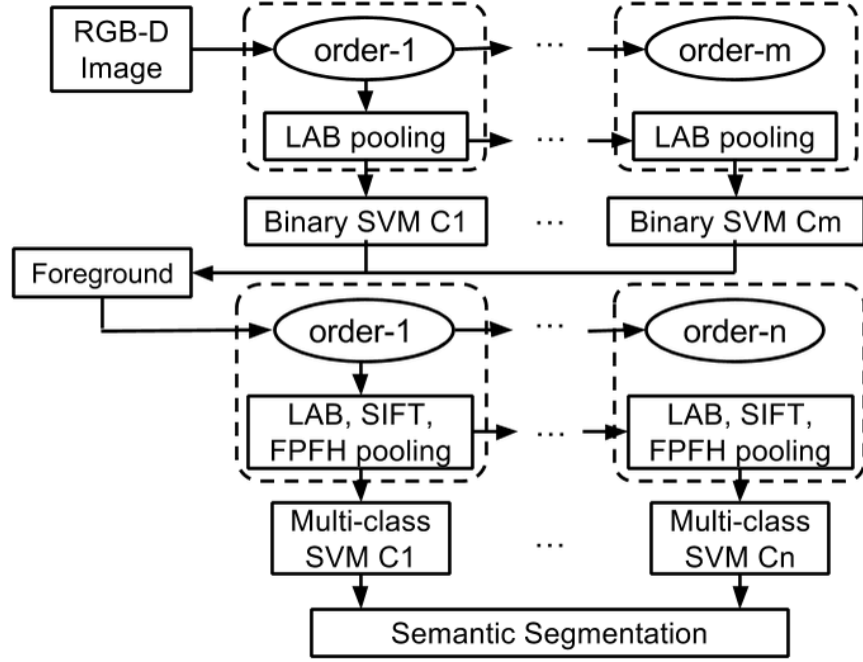 RGB-D
Image
order-1
...
order-m
LAB pooling
...
LAB pooling
Binary SVM C1
...
Binary SVM Cm
Foreground
order-1
...
order-n
LAB, SIFT,
FPFH pooling
...
LAB, SIFT,
FPFH pooling
Multi-class
SVM C1
...
Multi-class
SVM Cn
Semantic Segmentation